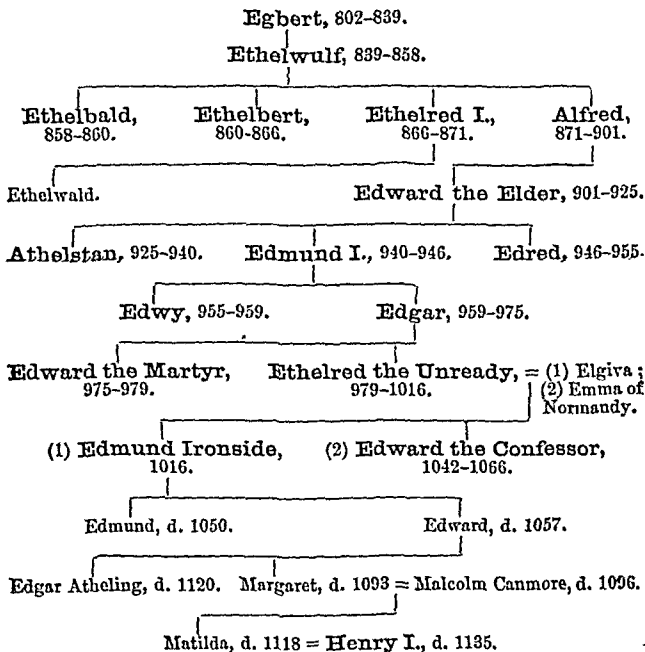 Egbert, 802-839.
Ethelwulf, 839-858.
Ethelbald, Ethelbert, Ethelred I., Alfred,
858-860. 860-866. 866-871. 871-901.
Ethelwald. Edward the Elder, 901-925.
Athelstan, 925-940. Edmund I., 940-946. Edred, 946-955.
Edwy, 955-959. Edgar, 959-975.
Edward the Martyr, Ethelred the Unready, = (1) Elgiva;
975-979. 979-1016. (2) Emma of
Normandy.
(1) Edmund Ironside, (2) Edward the Confessor,
1016. 1042-1066.
Edmund, d. 1050. Edward, d. 1057.
Edgar Atheling, d. 1120. Margaret, d. 1093 = Malcolm Canmore, d. 1096.
Matilda, d. 1118 = Henry I., d. 1135.